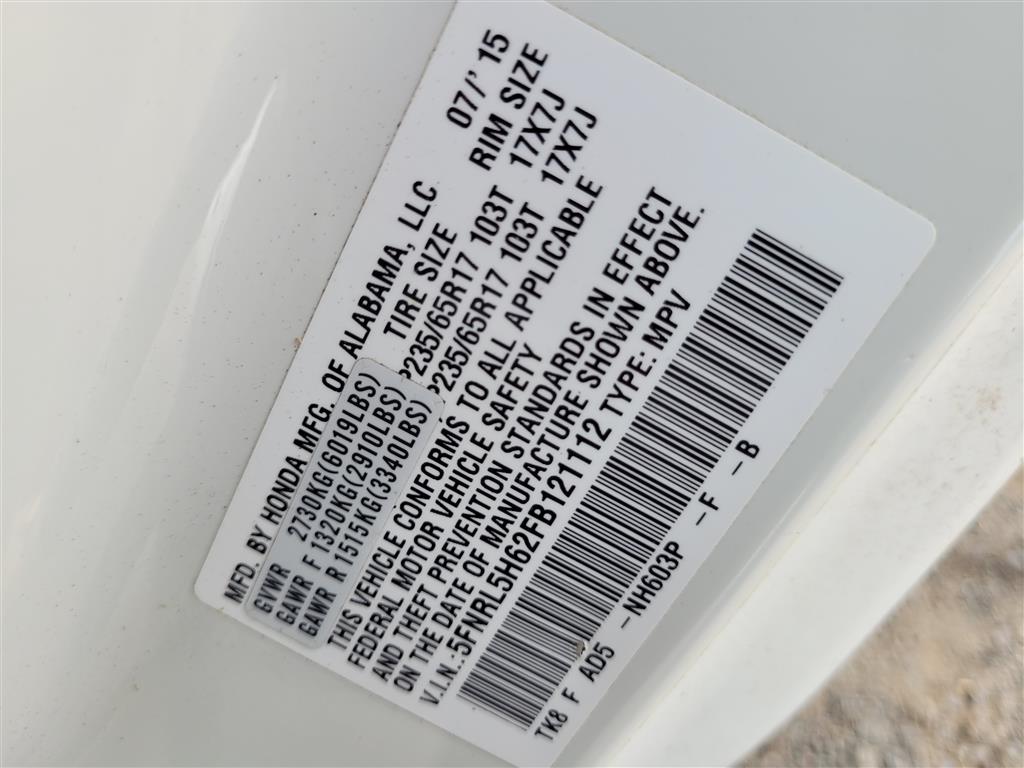 MFD. BY HONDA MFG. OF ALABAMA, LLC 07/'15
GVWR 2730KG(6019LBS) TIRE SIZE RIM SIZE
GAWR F 1320KG(2910LBS) P235/65R17 103T 17X7J
GAWR R 1515KG(3340LBS) P235/65R17 103T 17X7J
THIS VEHICLE CONFORMS TO ALL APPLICABLE
FEDERAL MOTOR VEHICLE SAFETY
AND THEFT PREVENTION STANDARDS IN EFFECT
ON THE DATE OF MANUFACTURE SHOWN ABOVE.
V.I.N.:5FNRL5H62FB121112 TYPE: MPV
TK8 F AD5 -NH603P -F -B